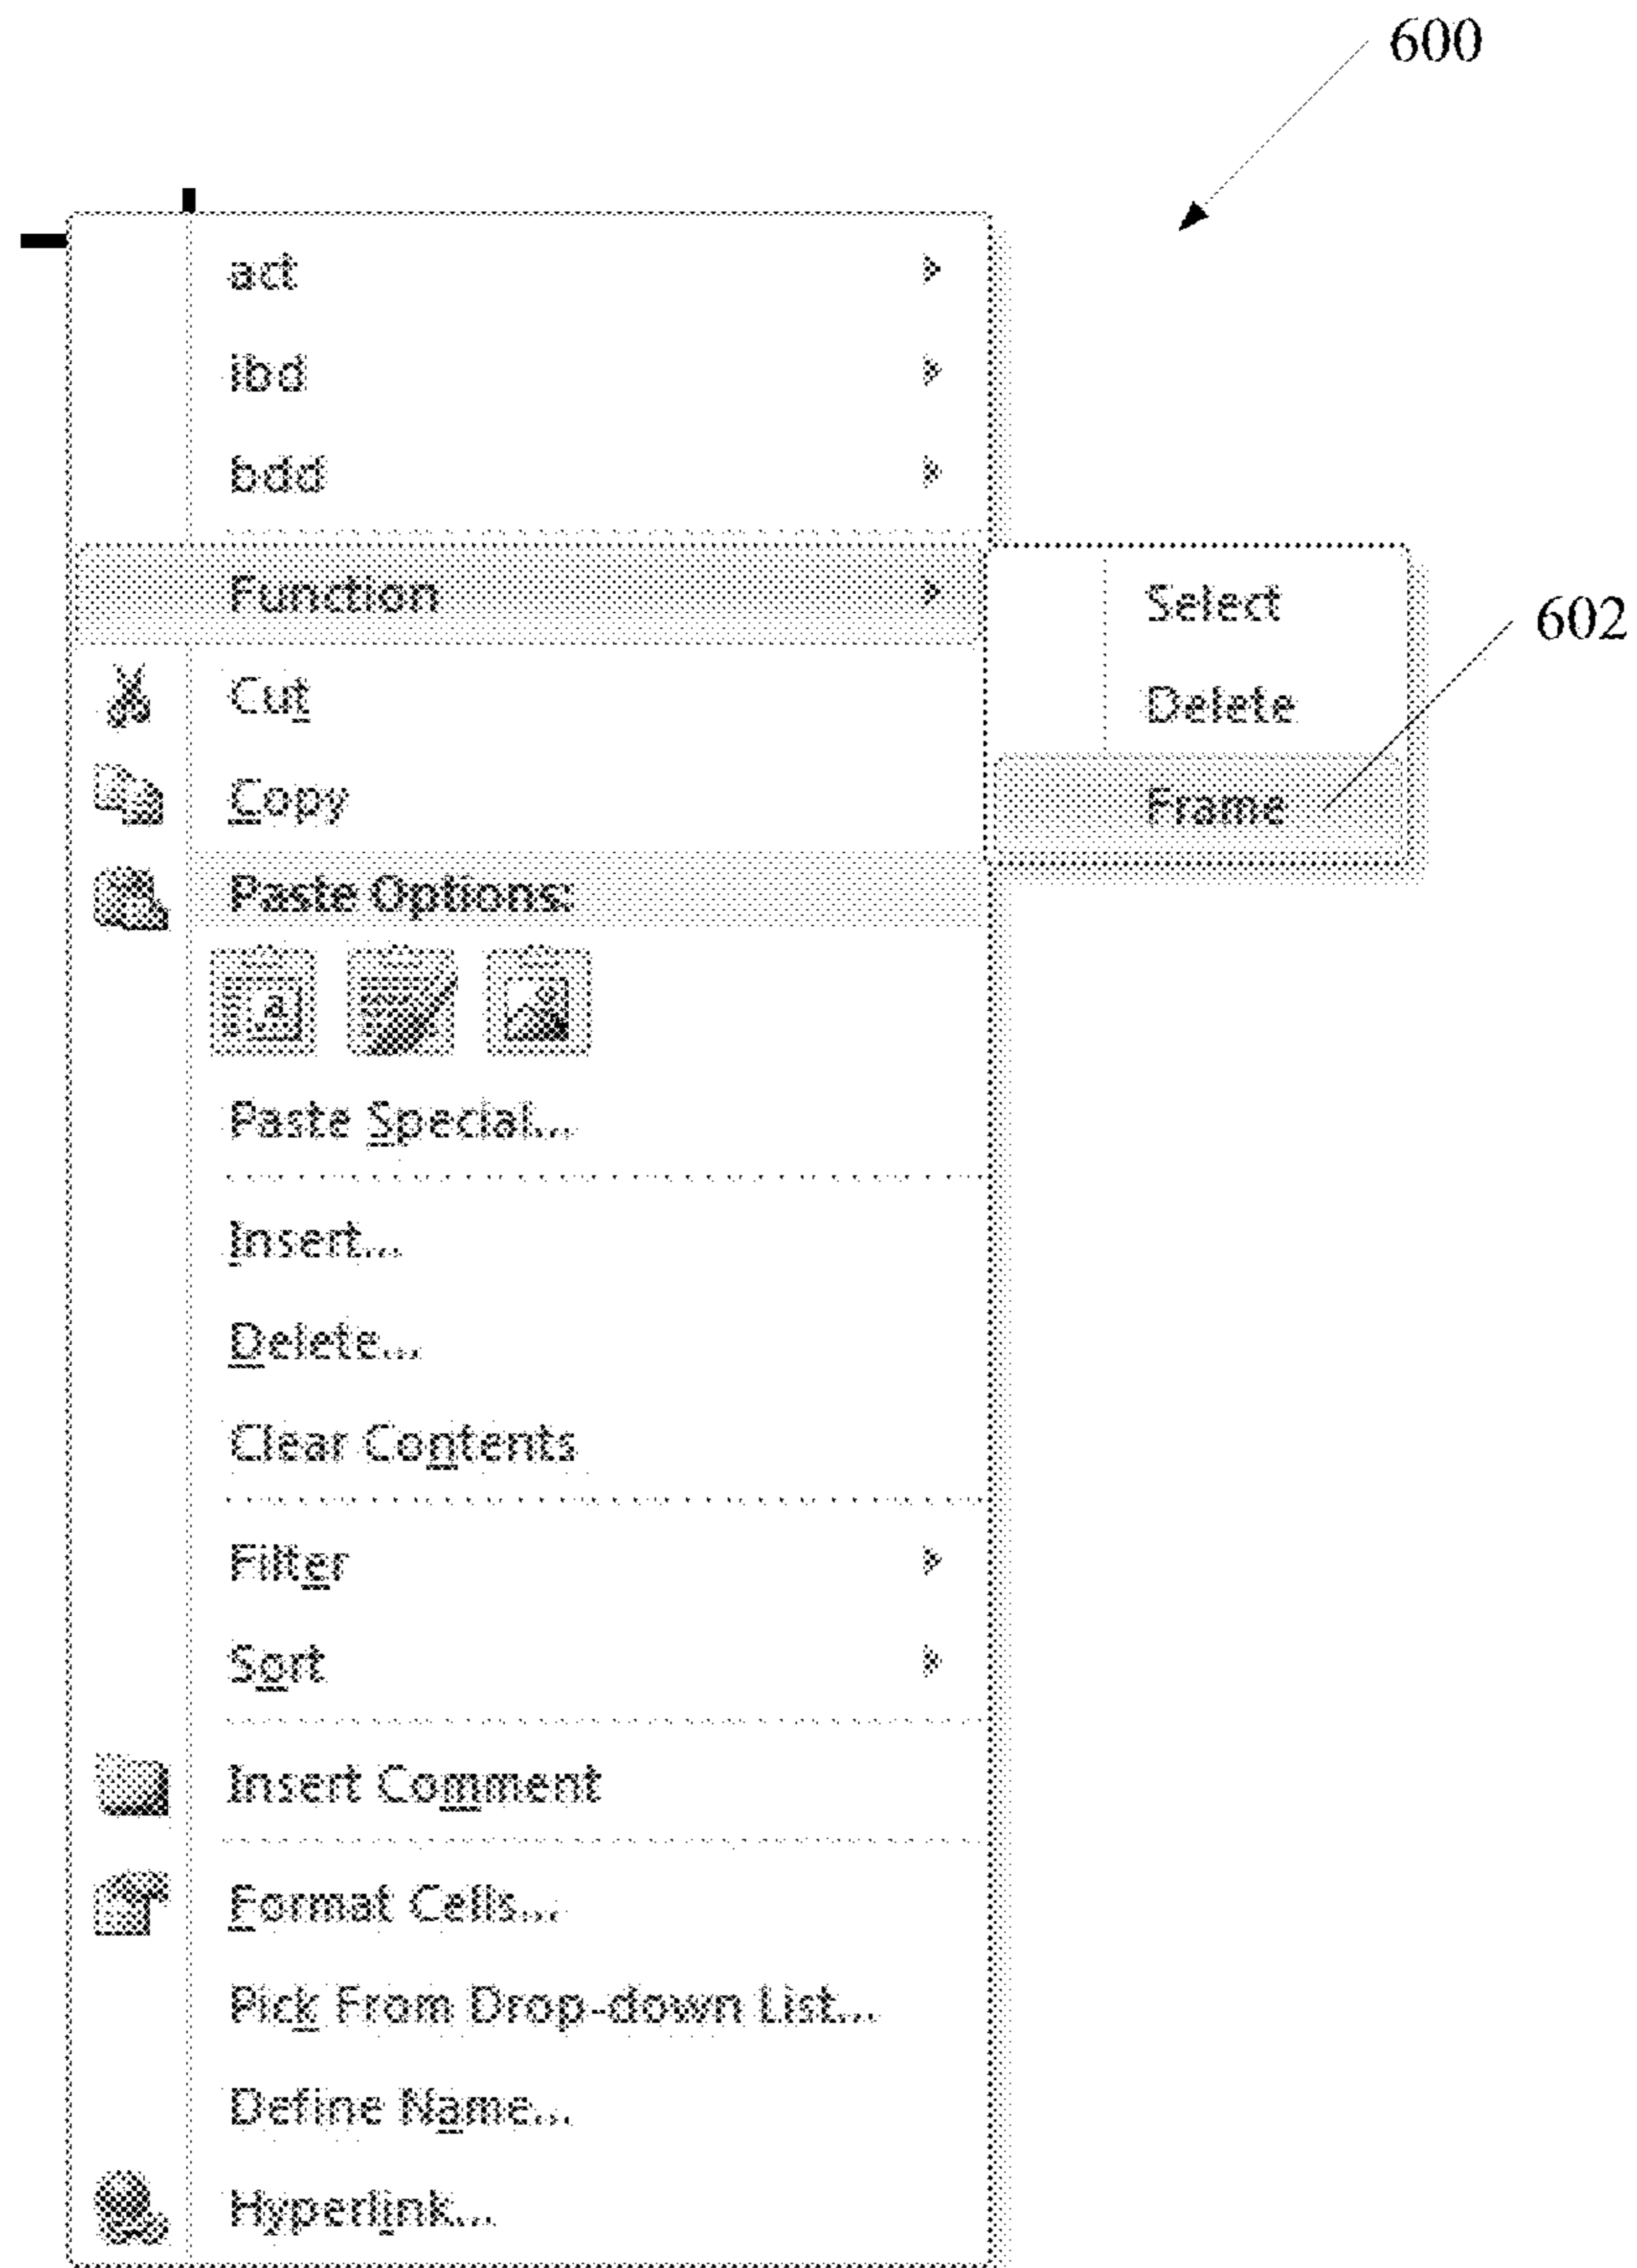 600
act
ibd
bdd
Function
Select
602
Cut
Delete
Copy
Frame
Paste Options:
a
Paste Special...
Insert...
Delete...
Clear Contents
Filter
Sort
Insert Comment
Format Cells...
Pick From Drop-down List...
Define Name...
Hyperlink...